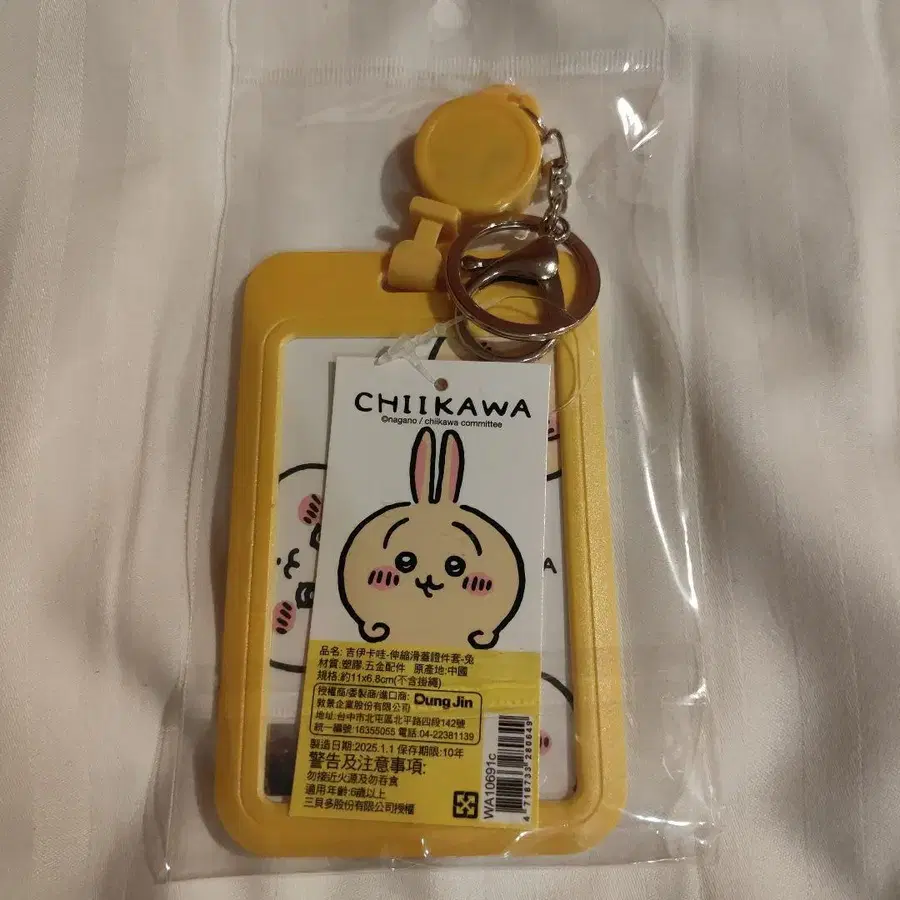 CHIIKAWA
©nagano / chiikawa committee
品名: 吉伊卡哇-伸縮滑蓋證件套-兔
材質:塑膠.五金配件 原產地:中國
規格:約11x6.8cm(不含掛繩)
授權商/委製商/進口商: Dung Jin
敦景企業股份有限公司
地址:台中市北屯區北平路四段142號
統一編號:16355055 電話:04-22381139
製造日期:2025.1.1 保存期限:10年
警告及注意事項:
勿接近火源及勿吞食
適用年齡:6歲以上
三貝多股份有限公司授權
WA10691c
4 718733 280645